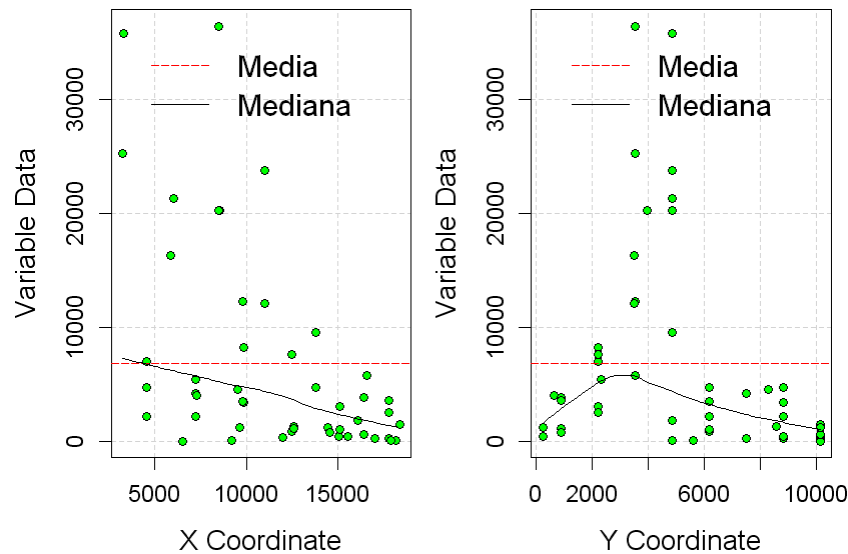 Media
Mediana
Variable Data
30000
20000
10000
0
5000
10000
15000
X Coordinate
Media
Mediana
Variable Data
30000
20000
10000
0
0
2000
6000
10000
Y Coordinate